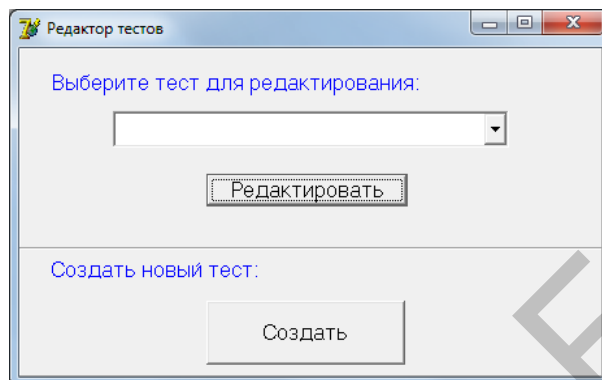 Редактор тестов
Выберите тест для редактирования:
Редактировать
Создать новый тест:
Создать